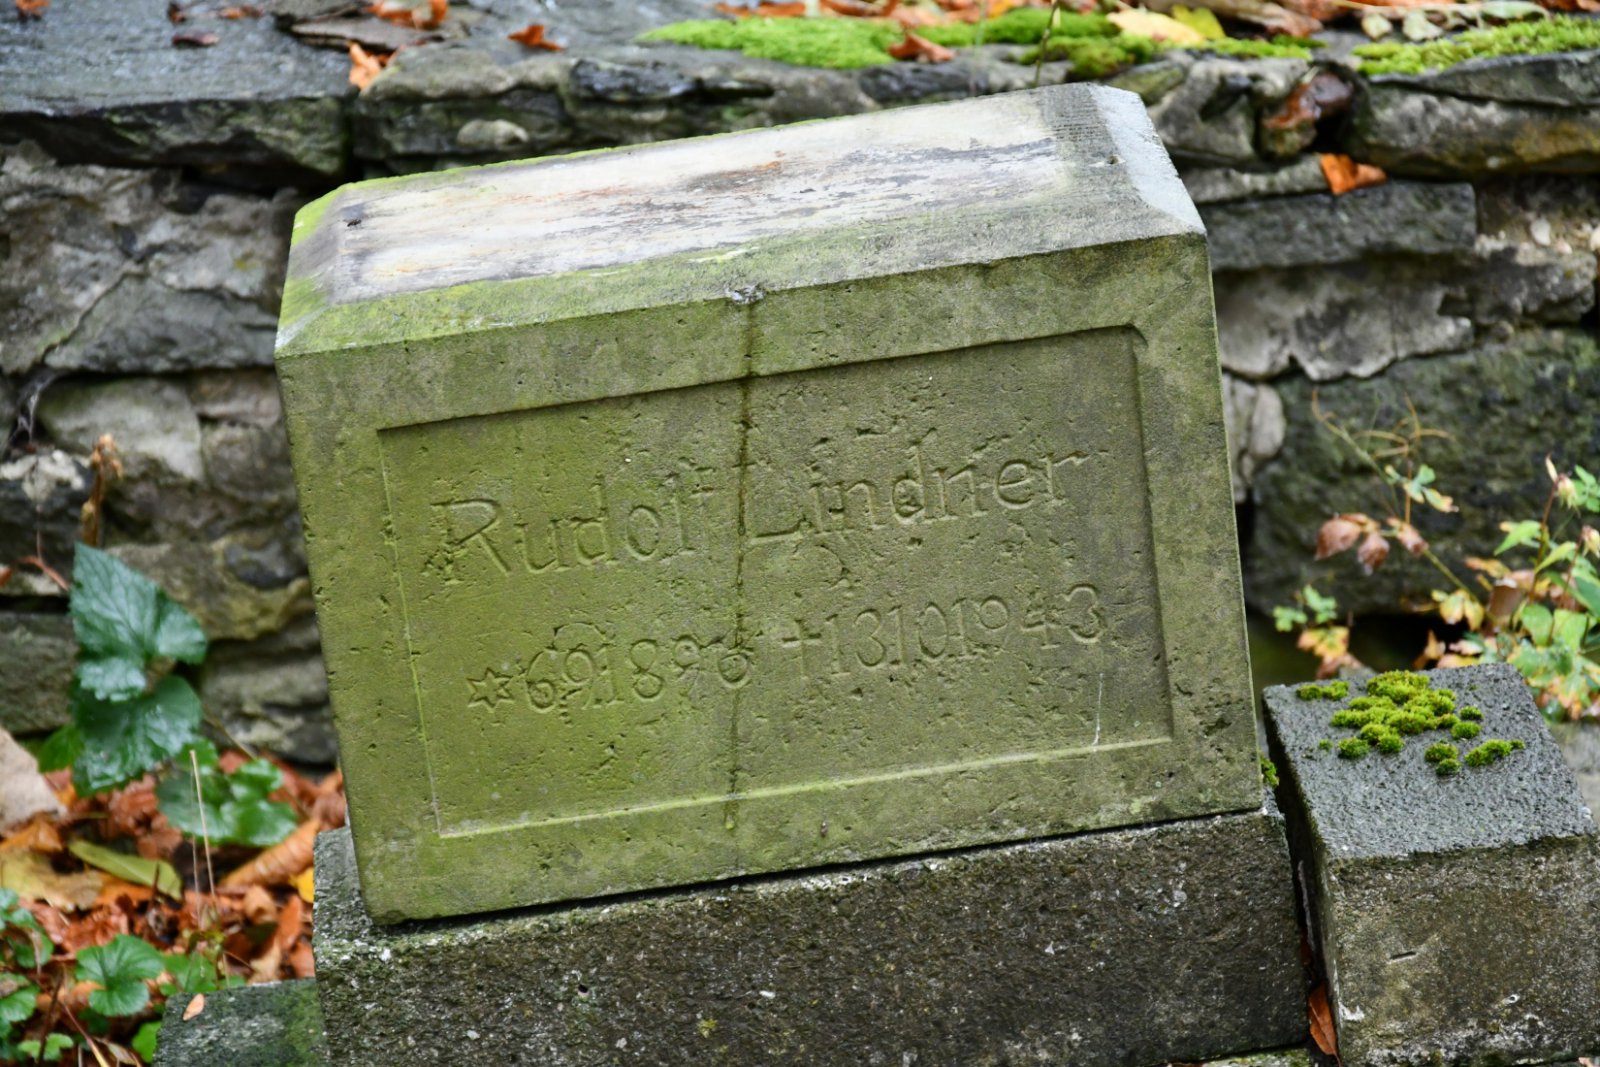 Rudolf Lindner
✶ 6.9.1896 † 13.10.1943